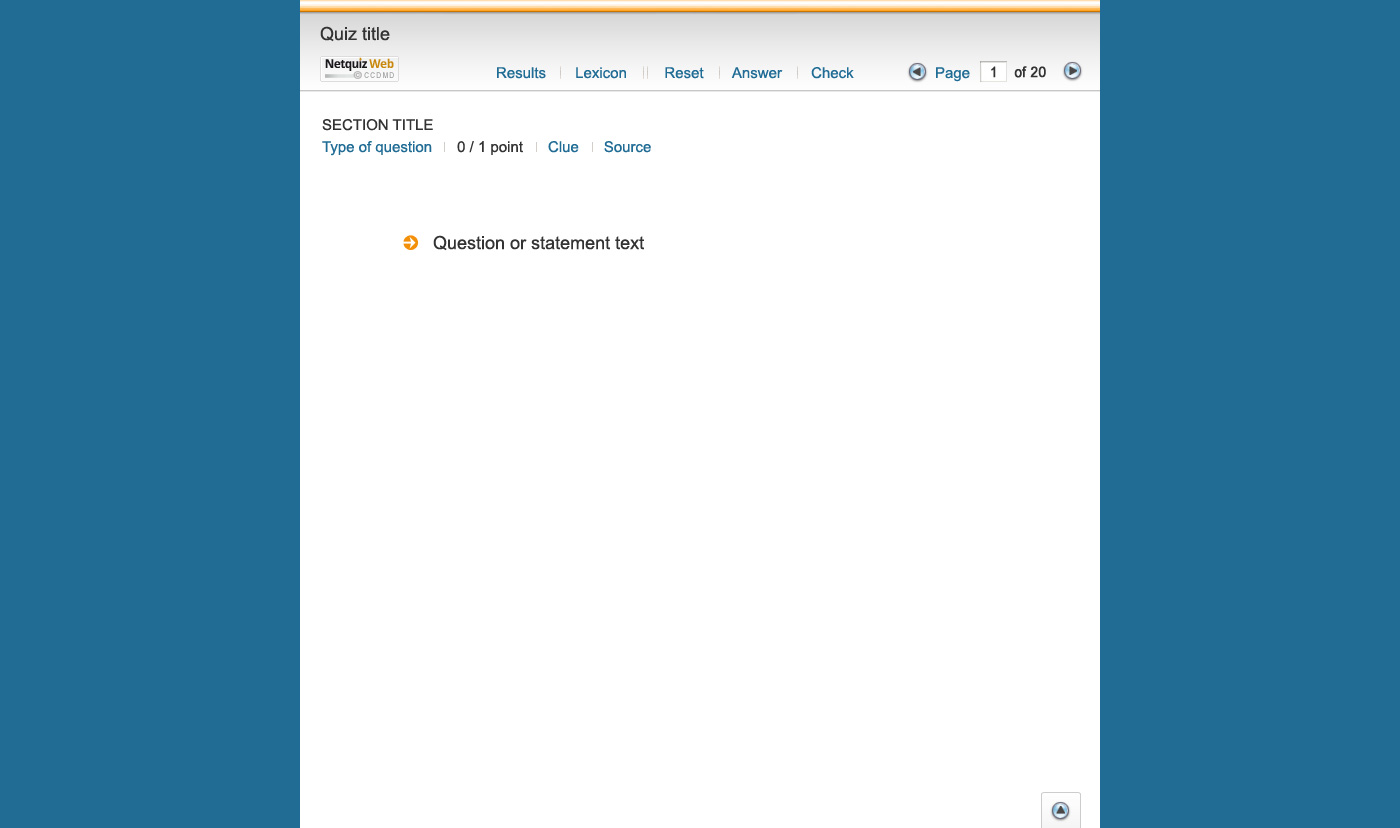 Quiz title
Netquiz Web
©CCDMD
Results Lexicon Reset Answer Check Page 1 of 20
SECTION TITLE
Type of question 0 / 1 point Clue Source
Question or statement text